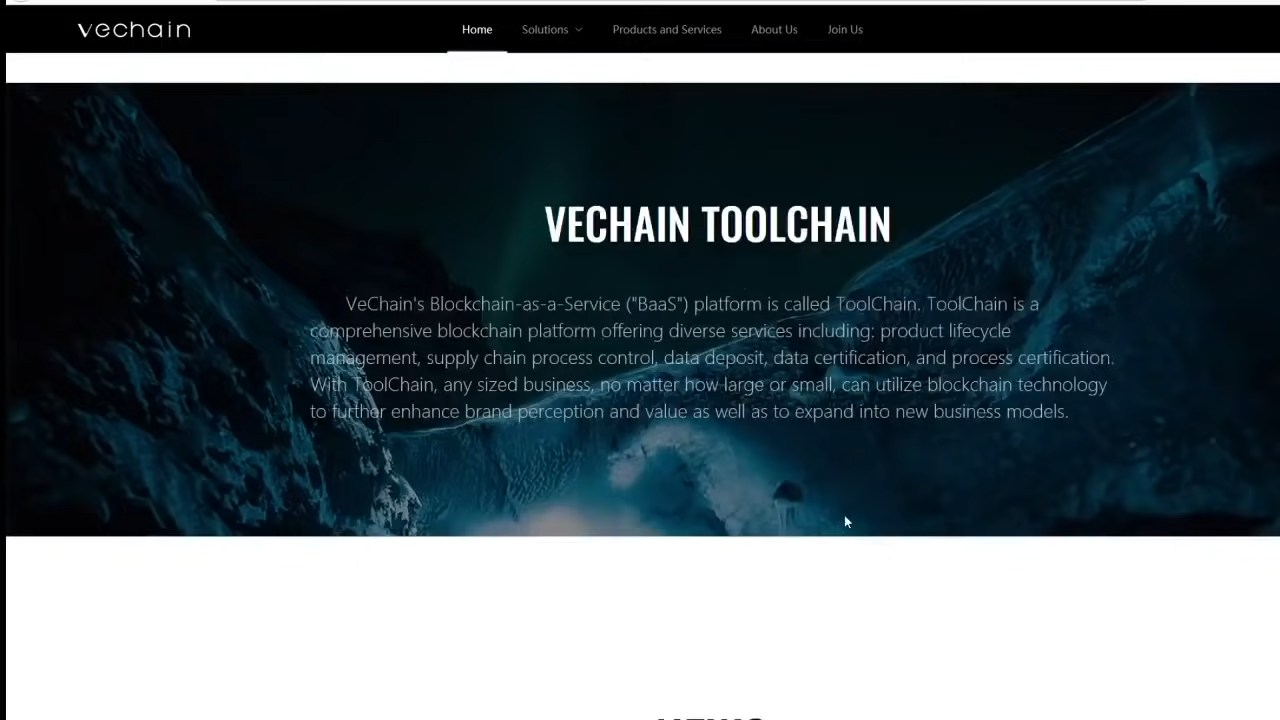 vechain
Home Solutions Products and Services About Us Join Us
VECHAIN TOOLCHAIN
VeChain's Blockchain-as-a-Service ("BaaS") platform is called ToolChain. ToolChain is a
comprehensive blockchain platform offering diverse services including: product lifecycle
management, supply chain process control, data deposit, data certification, and process certification.
With ToolChain, any sized business, no matter how large or small, can utilize blockchain technology
to further enhance brand perception and value as well as to expand into new business models.